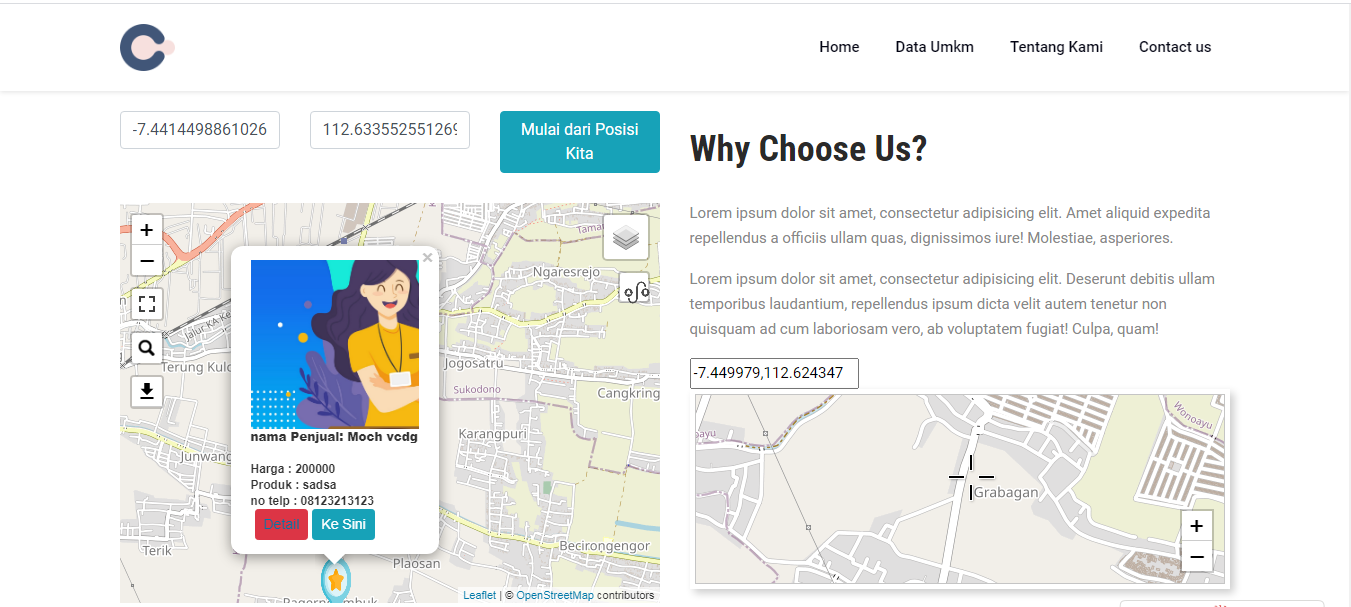 Home Data Umkm Tentang Kami Contact us
-7.4414498861026
112.63355255126
Mulai dari Posisi
Kita
Why Choose Us?
Lorem ipsum dolor sit amet, consectetur adipisicing elit. Amet aliquid expedita
repellendus a officiis ullam quas, dignissimos iure! Molestiae, asperiores.
Lorem ipsum dolor sit amet, consectetur adipisicing elit. Deserunt debitis ullam
temporibus laudantium, repellendus ipsum dicta velit autem tenetur non
quisquam ad cum laboriosam vero, ab voluptatem fugiat! Culpa, quam!
-7.449979,112.624347
+
−
Tama
Ngaresrejo
Jalur KA Ke
Terung Kulo
Jogosatru
Sukodono
Cangkring
Karangpuri
Junwang
Terik
Becirongengor
Plaosan
×
nama Penjual: Moch vcdg
Harga : 200000
Produk : sadsa
no telp : 08123213123
Detail Ke Sini
Leaflet | © OpenStreetMap contributors
oayu
Wonoayu
Grabagan
+
−